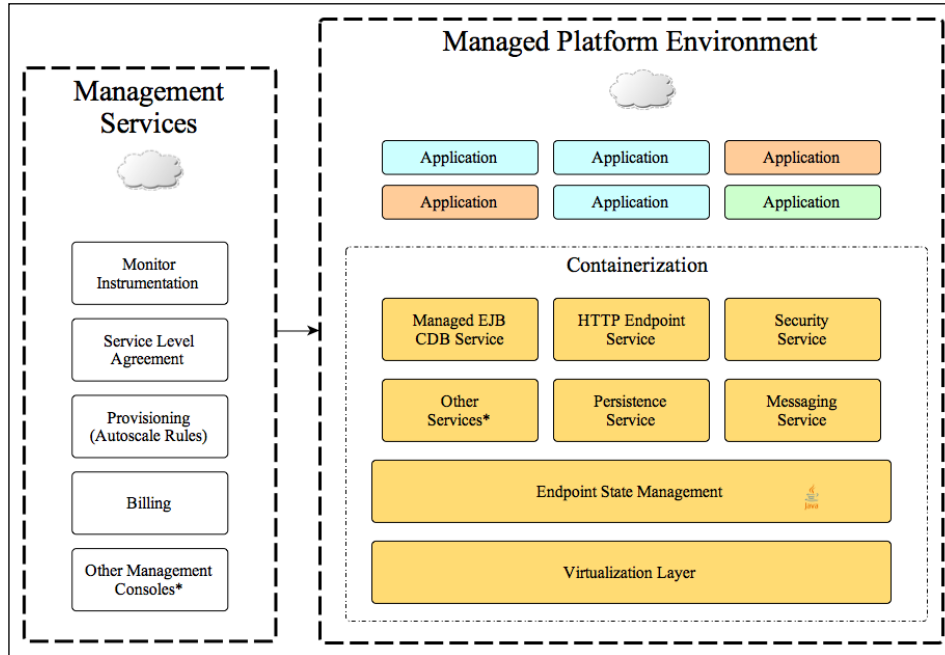 Management
Services
Monitor
Instrumentation
Service Level
Agreement
Provisioning
(Autoscale Rules)
Billing
Other Management
Consoles*
Managed Platform Environment
Application
Application
Application
Application
Application
Application
Containerization
Managed EJB
CDB Service
HTTP Endpoint
Service
Security
Service
Other
Services*
Persistence
Service
Messaging
Service
Endpoint State Management
java
Virtualization Layer